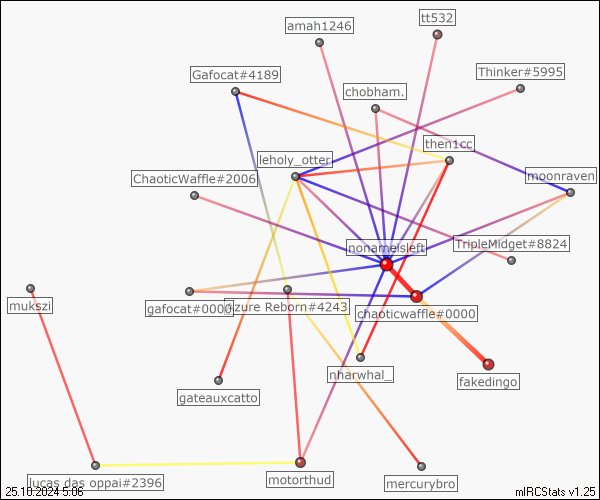 amah1246
tt532
Gafocat#4189
Thinker#5995
chobham.
then1cc
leholy_otter
ChaoticWaffle#2006
moonraven
nonameisleft
TripleMidget#8824
mukszi
gafocat#0000
zure Reborn#4243
chaoticwaffle#0000
nharwhal_
fakedingo
gateauxcatto
lucas das oppai#2396
motorthud
mercurybro
25.10.2024 5:06
mIRCStats v1.25